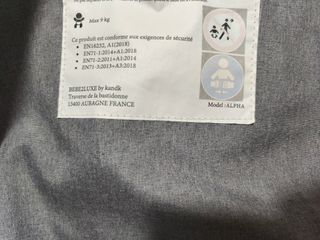 Max 9 kg
Ce produit est conforme aux exigences de sécurité
EN16232, A1(2018)
EN71-1:2014+A1:2018
EN71-2:2011+A1:2014
EN71-3:2013+A3:2018
BEBE2LUXE by kandk
Traverse de la bastidonne
13400 AUBAGNE FRANCE
Model : ALPHA